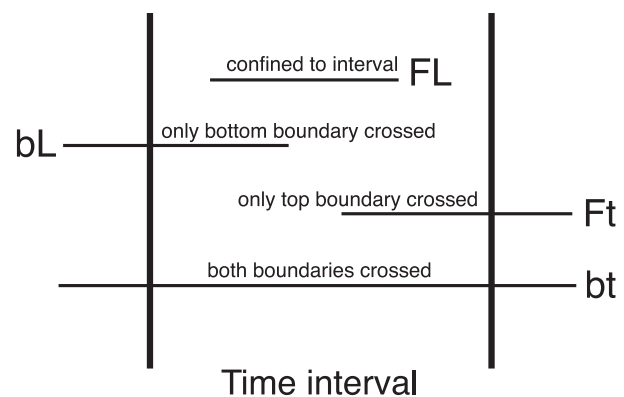 confined to interval FL
bL only bottom boundary crossed
only top boundary crossed Ft
both boundaries crossed bt
Time interval